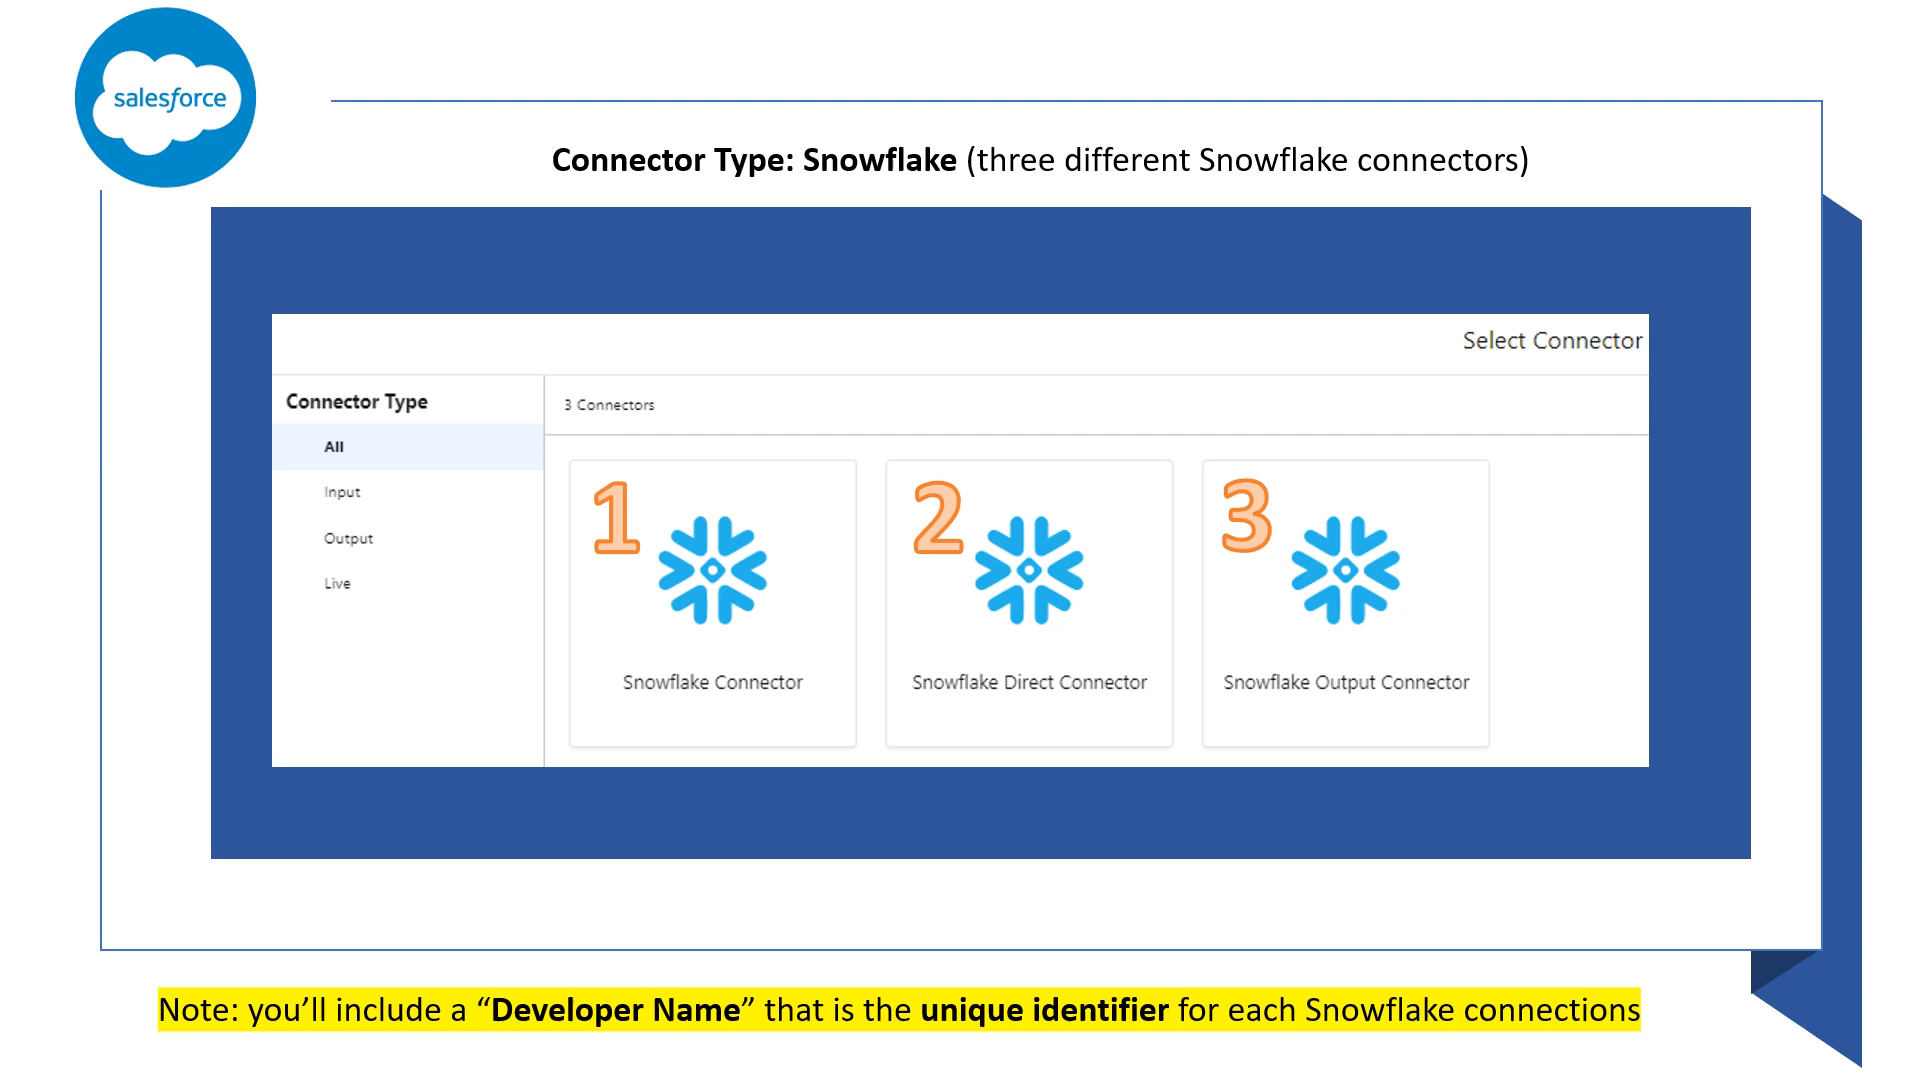 salesforce
Connector Type: Snowflake (three different Snowflake connectors)
Select Connector
Connector Type
3 Connectors
All
Input
Output
Live
1
2
3
Snowflake Connector
Snowflake Direct Connector
Snowflake Output Connector
Note: you’ll include a “Developer Name” that is the unique identifier for each Snowflake connections